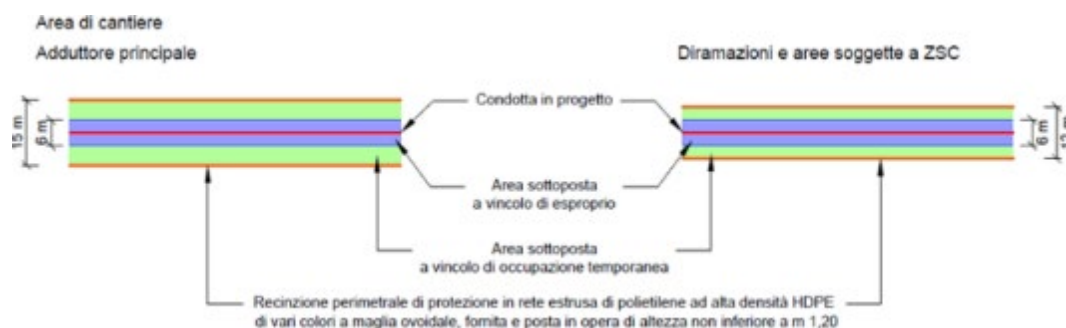 Area di cantiere
Adduttore principale
Diramazioni e aree soggette a ZSC
Condotta in progetto
15 m
6 m
6 m
12 m
Area sottoposta
a vincolo di esproprio
Area sottoposta
a vincolo di occupazione temporanea
Recinzione perimetrale di protezione in rete estrusa di polietilene ad alta densità HDPE
di vari colori a maglia ovoidale, fornita e posta in opera di altezza non inferiore a m 1,20